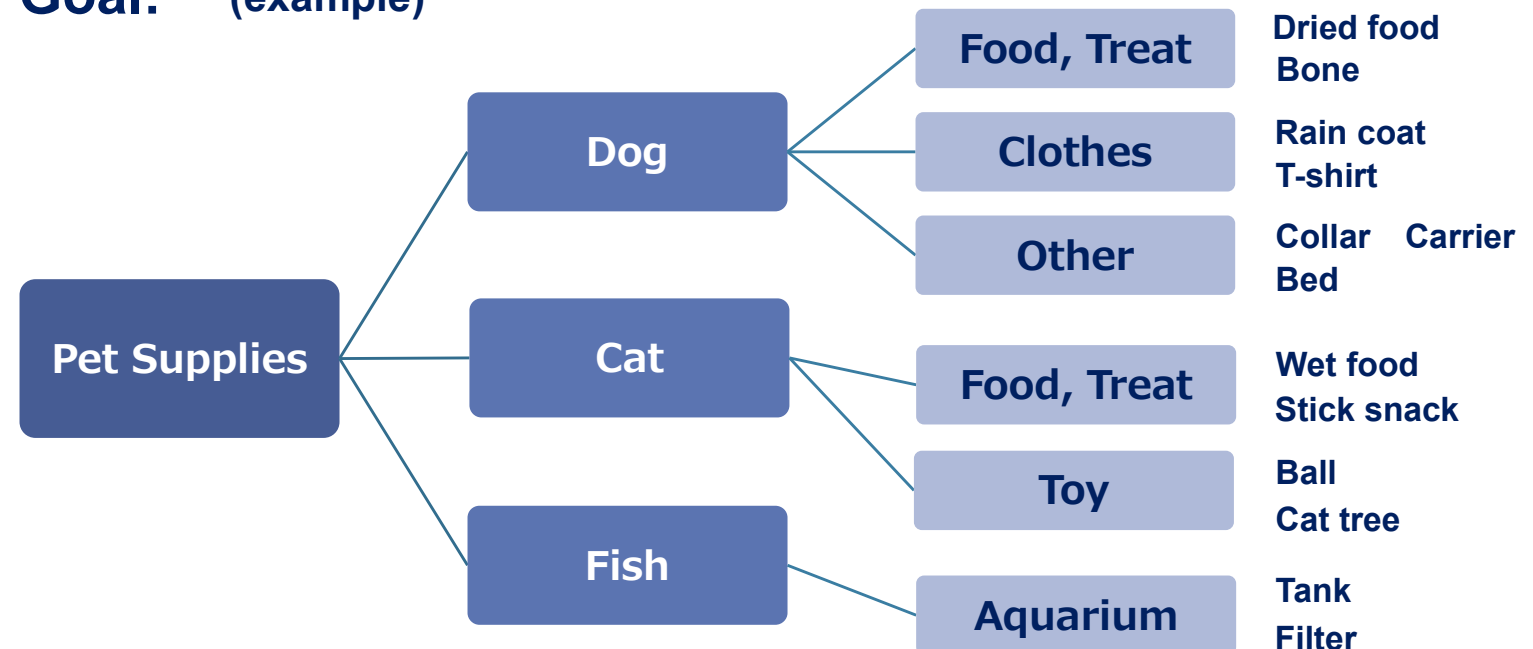 Goal: (example)
Food, Treat
Dried food
Bone
Dog
Clothes
Rain coat
T-shirt
Other
Collar Carrier
Bed
Pet Supplies
Cat
Food, Treat
Wet food
Stick snack
Toy
Ball
Cat tree
Fish
Aquarium
Tank
Filter